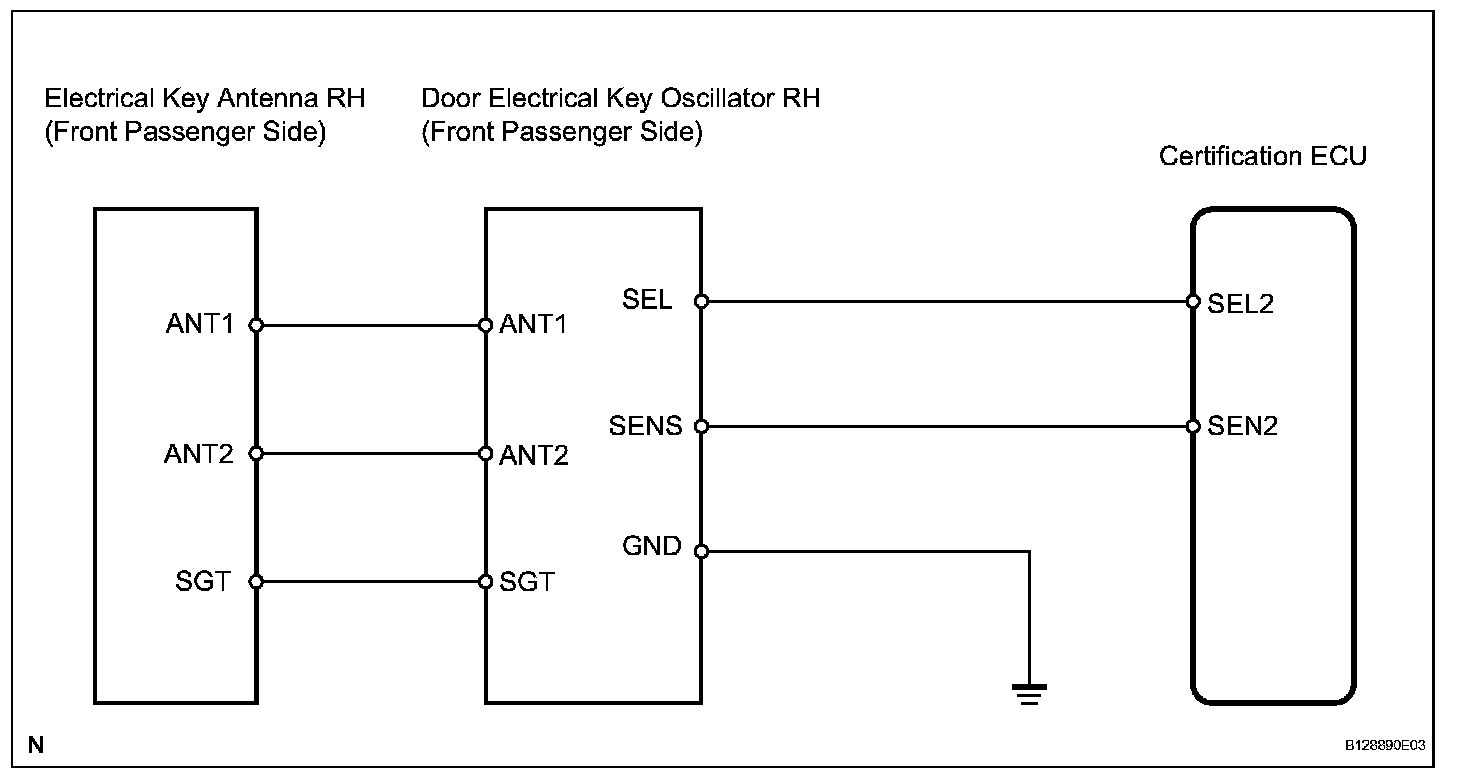 Electrical Key Antenna RH
(Front Passenger Side)
Door Electrical Key Oscillator RH
(Front Passenger Side)
Certification ECU
ANT1
ANT1
SEL
SEL2
ANT2
ANT2
SENS
SEN2
SGT
SGT
GND
N
B128890E03